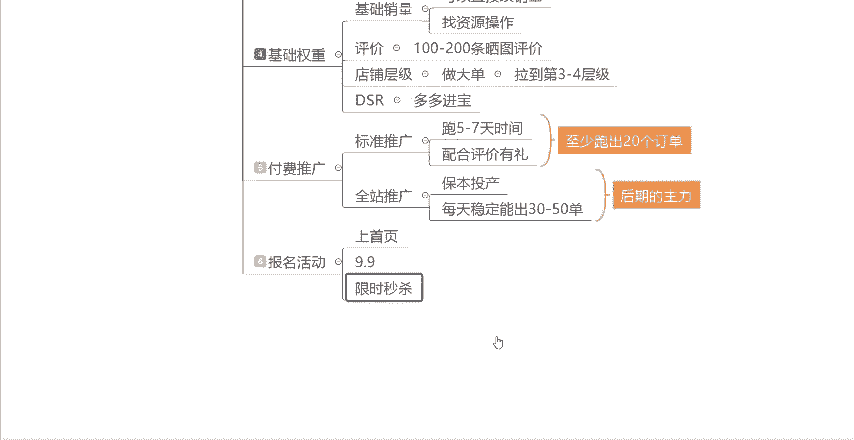 基础销量
找资源操作
4 基础权重
评价 100-200条晒图评价
店铺层级 做大单 拉到第3-4层级
DSR 多多进宝
标准推广 跑5-7天时间
配合评价有礼
至少跑出20个订单
5 付费推广
全站推广 保本投产
每天稳定能出30-50单
后期的主力
上首页
6 报名活动 9.9
限时秒杀